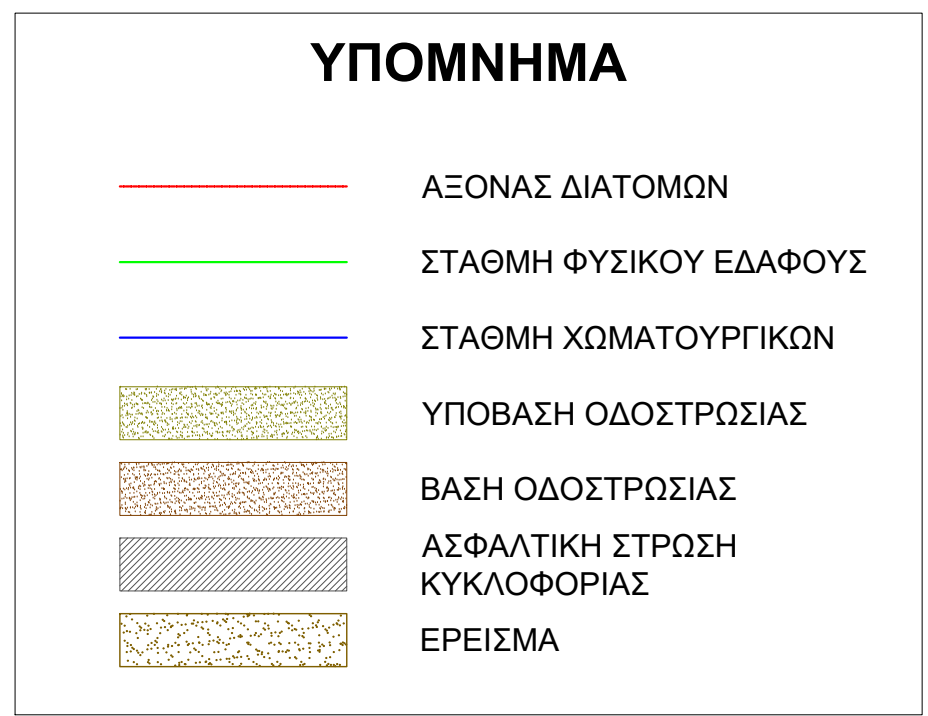 ΥΠΟΜΝΗΜΑ
ΑΞΟΝΑΣ ΔΙΑΤΟΜΩΝ
ΣΤΑΘΜΗ ΦΥΣΙΚΟΥ ΕΔΑΦΟΥΣ
ΣΤΑΘΜΗ ΧΩΜΑΤΟΥΡΓΙΚΩΝ
ΥΠΟΒΑΣΗ ΟΔΟΣΤΡΩΣΙΑΣ
ΒΑΣΗ ΟΔΟΣΤΡΩΣΙΑΣ
ΑΣΦΑΛΤΙΚΗ ΣΤΡΩΣΗ
ΚΥΚΛΟΦΟΡΙΑΣ
ΕΡΕΙΣΜΑ